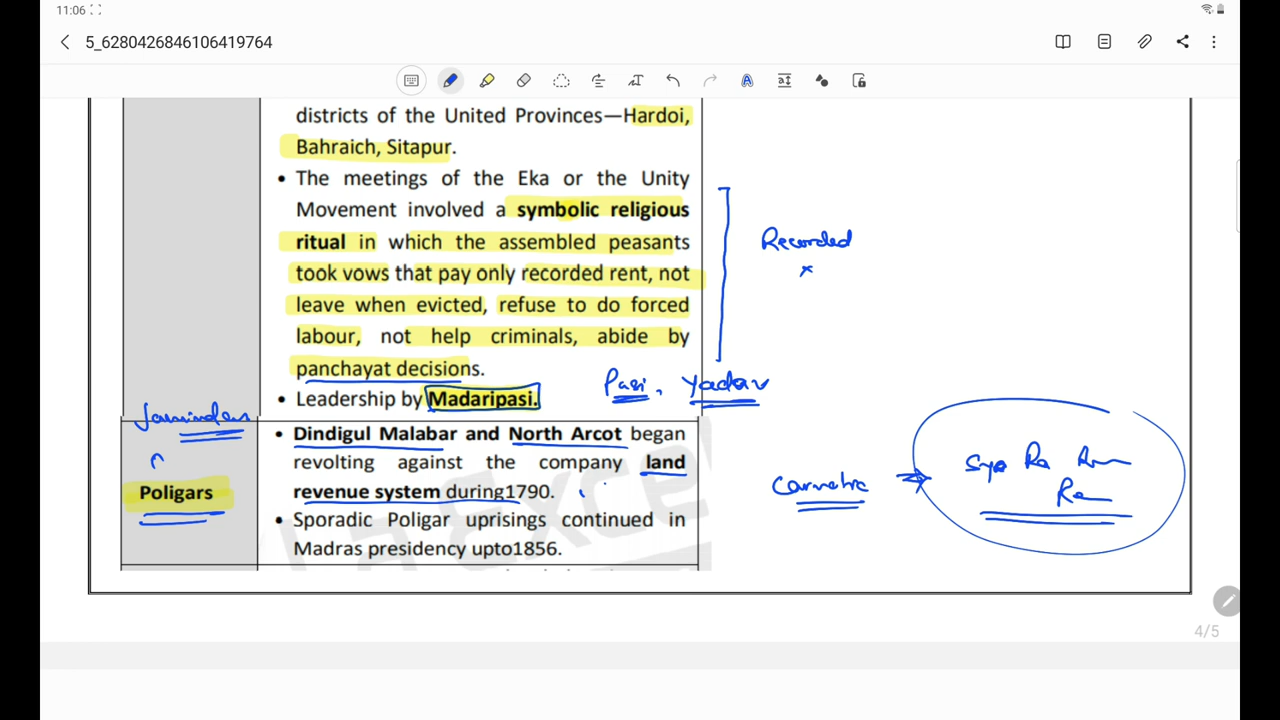 11:06
5_6280426846106419764
districts of the United Provinces—Hardoi,
Bahraich, Sitapur.
• The meetings of the Eka or the Unity
Movement involved a symbolic religious
ritual in which the assembled peasants
took vows that pay only recorded rent, not
leave when evicted, refuse to do forced
labour, not help criminals, abide by
panchayat decisions.
• Leadership by Madaripasi.
Recorded
x
Pasi, Yadav
Poligars
• Dindigul Malabar and North Arcot began
revolting against the company land
revenue system during1790.
• Sporadic Poligar uprisings continued in
Madras presidency upto1856.
Carnatic
4/5